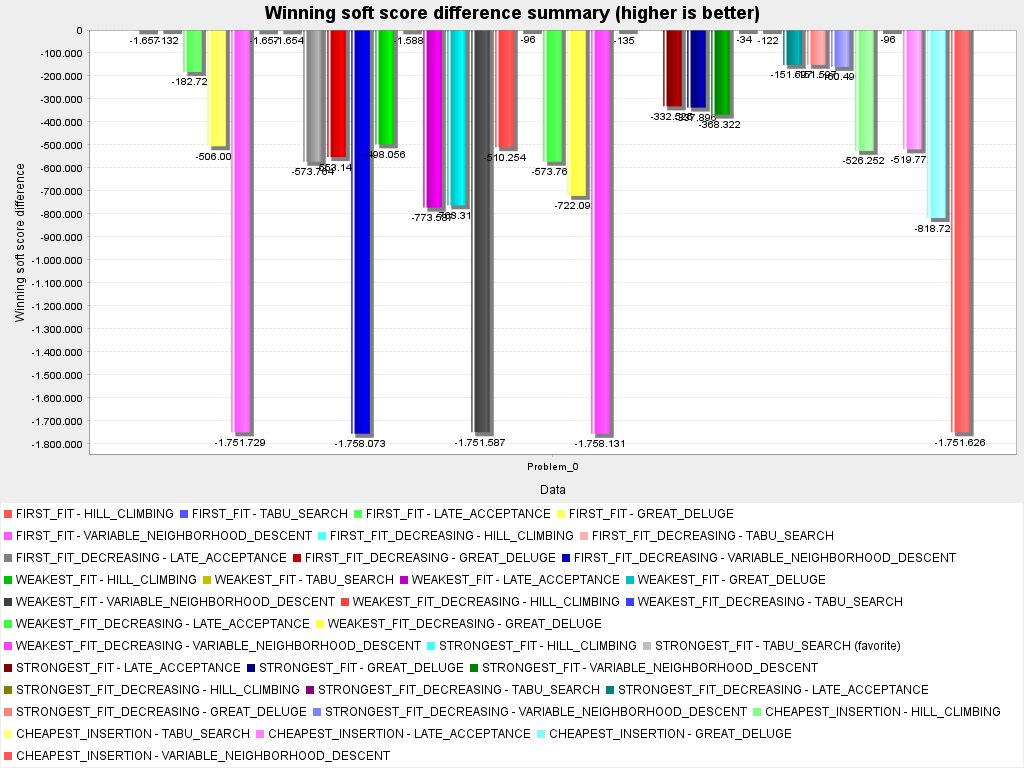 Winning soft score difference summary (higher is better)
Winning soft score difference
0
-100.000
-200.000
-300.000
-400.000
-500.000
-600.000
-700.000
-800.000
-900.000
-1.000.000
-1.100.000
-1.200.000
-1.300.000
-1.400.000
-1.500.000
-1.600.000
-1.700.000
-1.800.000
-1.657 -132 -1.657 -1.654 -1.588 -96 -135 -34 -122 -96
-182.72
-506.00
-1.751.729
-573.764
-1.758.073
-498.056
-773.587
-1.751.587
-510.254
-573.76
-722.09
-1.758.131
-368.322
-526.252
-519.77
-818.72
-1.751.626
Problem_0
Data
FIRST_FIT - HILL_CLIMBING FIRST_FIT - TABU_SEARCH FIRST_FIT - LATE_ACCEPTANCE FIRST_FIT - GREAT_DELUGE
FIRST_FIT - VARIABLE_NEIGHBORHOOD_DESCENT FIRST_FIT_DECREASING - HILL_CLIMBING FIRST_FIT_DECREASING - TABU_SEARCH
FIRST_FIT_DECREASING - LATE_ACCEPTANCE FIRST_FIT_DECREASING - GREAT_DELUGE FIRST_FIT_DECREASING - VARIABLE_NEIGHBORHOOD_DESCENT
WEAKEST_FIT - HILL_CLIMBING WEAKEST_FIT - TABU_SEARCH WEAKEST_FIT - LATE_ACCEPTANCE WEAKEST_FIT - GREAT_DELUGE
WEAKEST_FIT - VARIABLE_NEIGHBORHOOD_DESCENT WEAKEST_FIT_DECREASING - HILL_CLIMBING WEAKEST_FIT_DECREASING - TABU_SEARCH
WEAKEST_FIT_DECREASING - LATE_ACCEPTANCE WEAKEST_FIT_DECREASING - GREAT_DELUGE
WEAKEST_FIT_DECREASING - VARIABLE_NEIGHBORHOOD_DESCENT STRONGEST_FIT - HILL_CLIMBING STRONGEST_FIT - TABU_SEARCH (favorite)
STRONGEST_FIT - LATE_ACCEPTANCE STRONGEST_FIT - GREAT_DELUGE STRONGEST_FIT - VARIABLE_NEIGHBORHOOD_DESCENT
STRONGEST_FIT_DECREASING - HILL_CLIMBING STRONGEST_FIT_DECREASING - TABU_SEARCH STRONGEST_FIT_DECREASING - LATE_ACCEPTANCE
STRONGEST_FIT_DECREASING - GREAT_DELUGE STRONGEST_FIT_DECREASING - VARIABLE_NEIGHBORHOOD_DESCENT CHEAPEST_INSERTION - HILL_CLIMBING
CHEAPEST_INSERTION - TABU_SEARCH CHEAPEST_INSERTION - LATE_ACCEPTANCE CHEAPEST_INSERTION - GREAT_DELUGE
CHEAPEST_INSERTION - VARIABLE_NEIGHBORHOOD_DESCENT